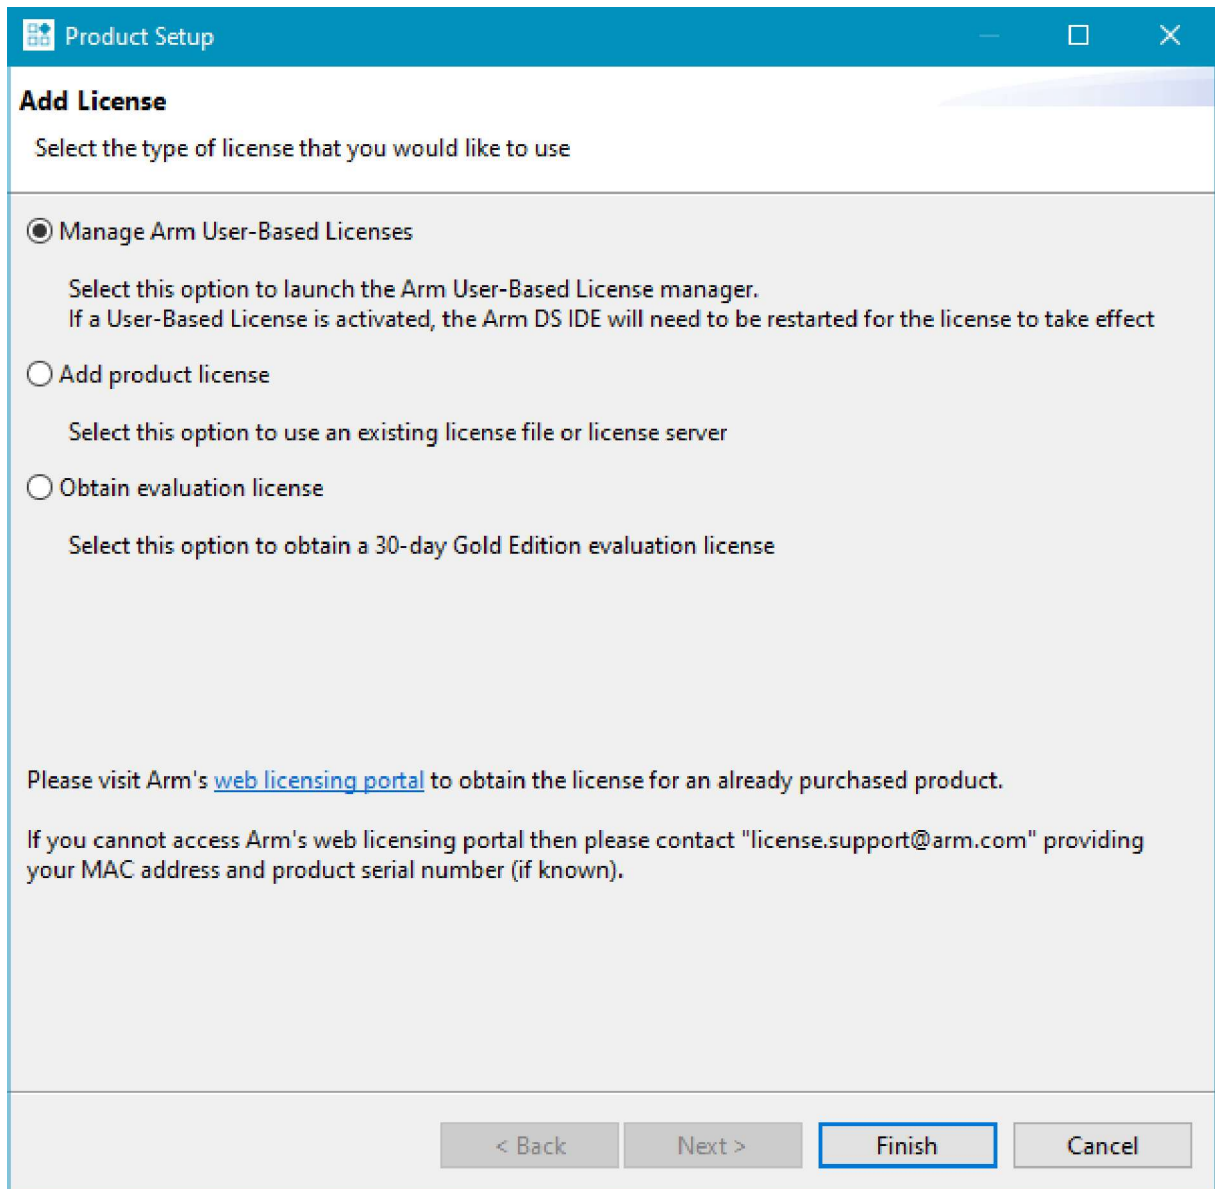 Product Setup
Add License
Select the type of license that you would like to use
Manage Arm User-Based Licenses
Select this option to launch the Arm User-Based License manager.
If a User-Based License is activated, the Arm DS IDE will need to be restarted for the license to take effect
Add product license
Select this option to use an existing license file or license server
Obtain evaluation license
Select this option to obtain a 30-day Gold Edition evaluation license
Please visit Arm's web licensing portal to obtain the license for an already purchased product.
If you cannot access Arm's web licensing portal then please contact "license.support@arm.com" providing
your MAC address and product serial number (if known).
< Back Next > Finish Cancel